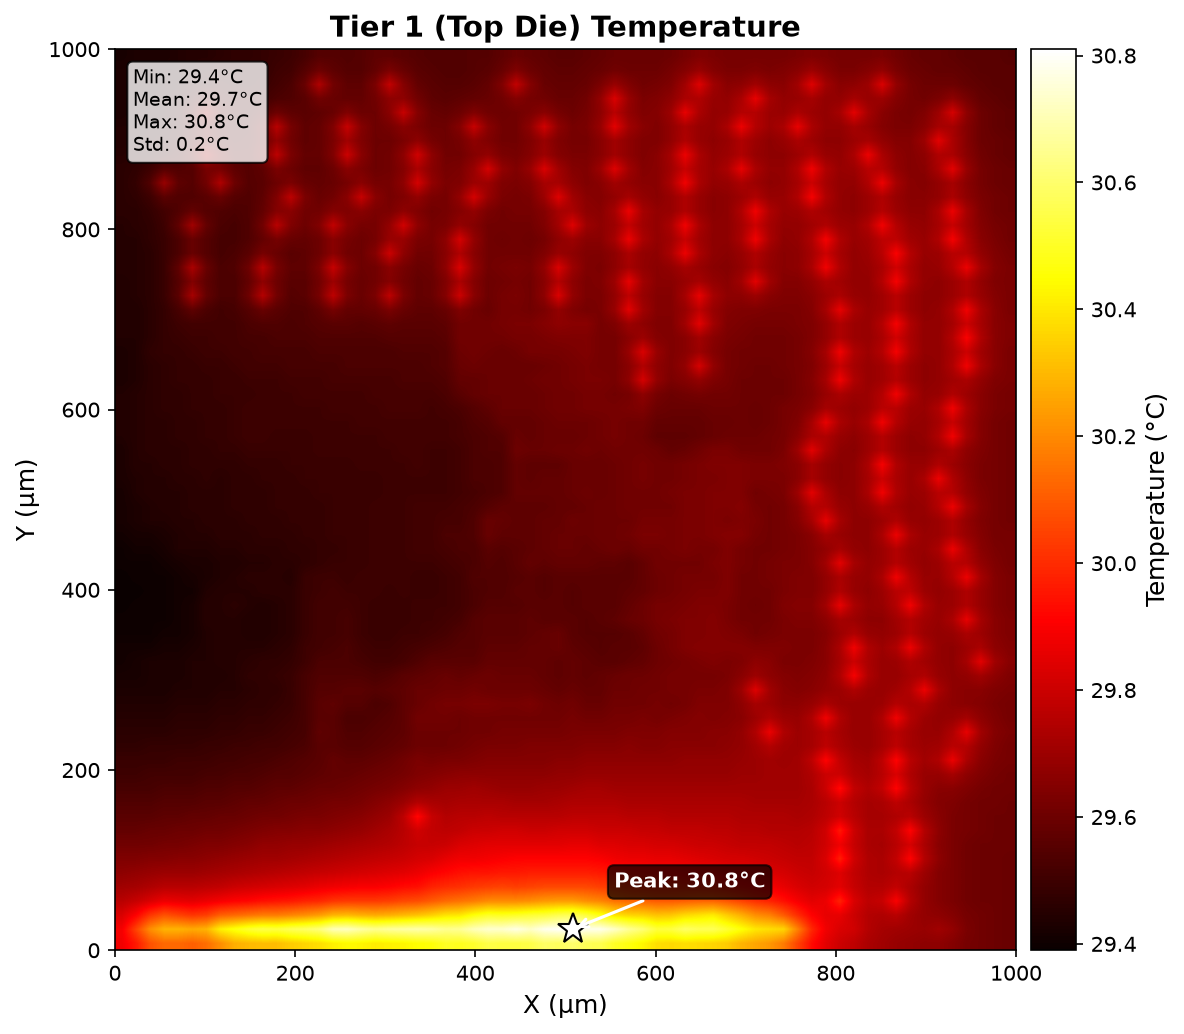 Tier 1 (Top Die) Temperature
Min: 29.4°C
Mean: 29.7°C
Max: 30.8°C
Std: 0.2°C
Peak: 30.8°C
1000
800
600
400
200
0
Y (μm)
0 200 400 600 800 1000
X (μm)
30.8
30.6
30.4
30.2
30.0
29.8
29.6
29.4
Temperature (°C)